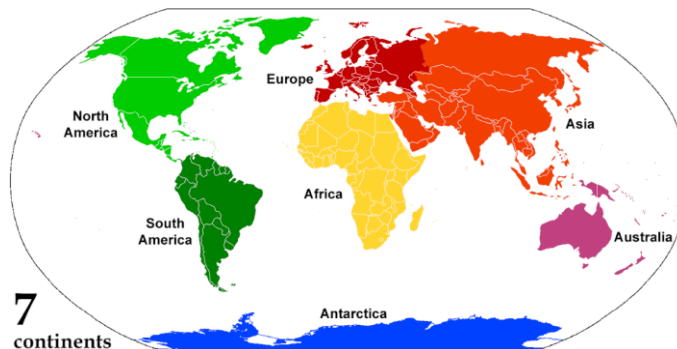 Europe
North
America
Asia
Africa
South
America
Australia
Antarctica
7
continents